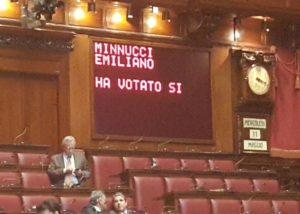 MINNUCCI
EMILIANO
HA VOTATO SI
MERCOLEDI
11
MAGGIO